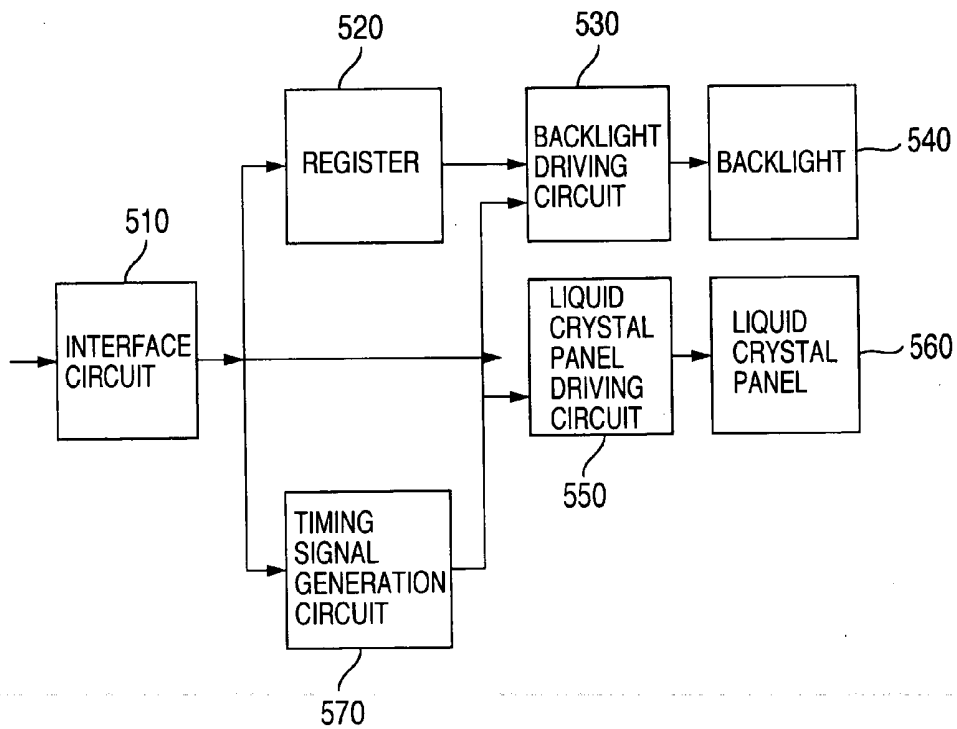 520
530
REGISTER
BACKLIGHT
DRIVING
CIRCUIT
BACKLIGHT
540
510
INTERFACE
CIRCUIT
LIQUID
CRYSTAL
PANEL
DRIVING
CIRCUIT
LIQUID
CRYSTAL
PANEL
560
550
TIMING
SIGNAL
GENERATION
CIRCUIT
570